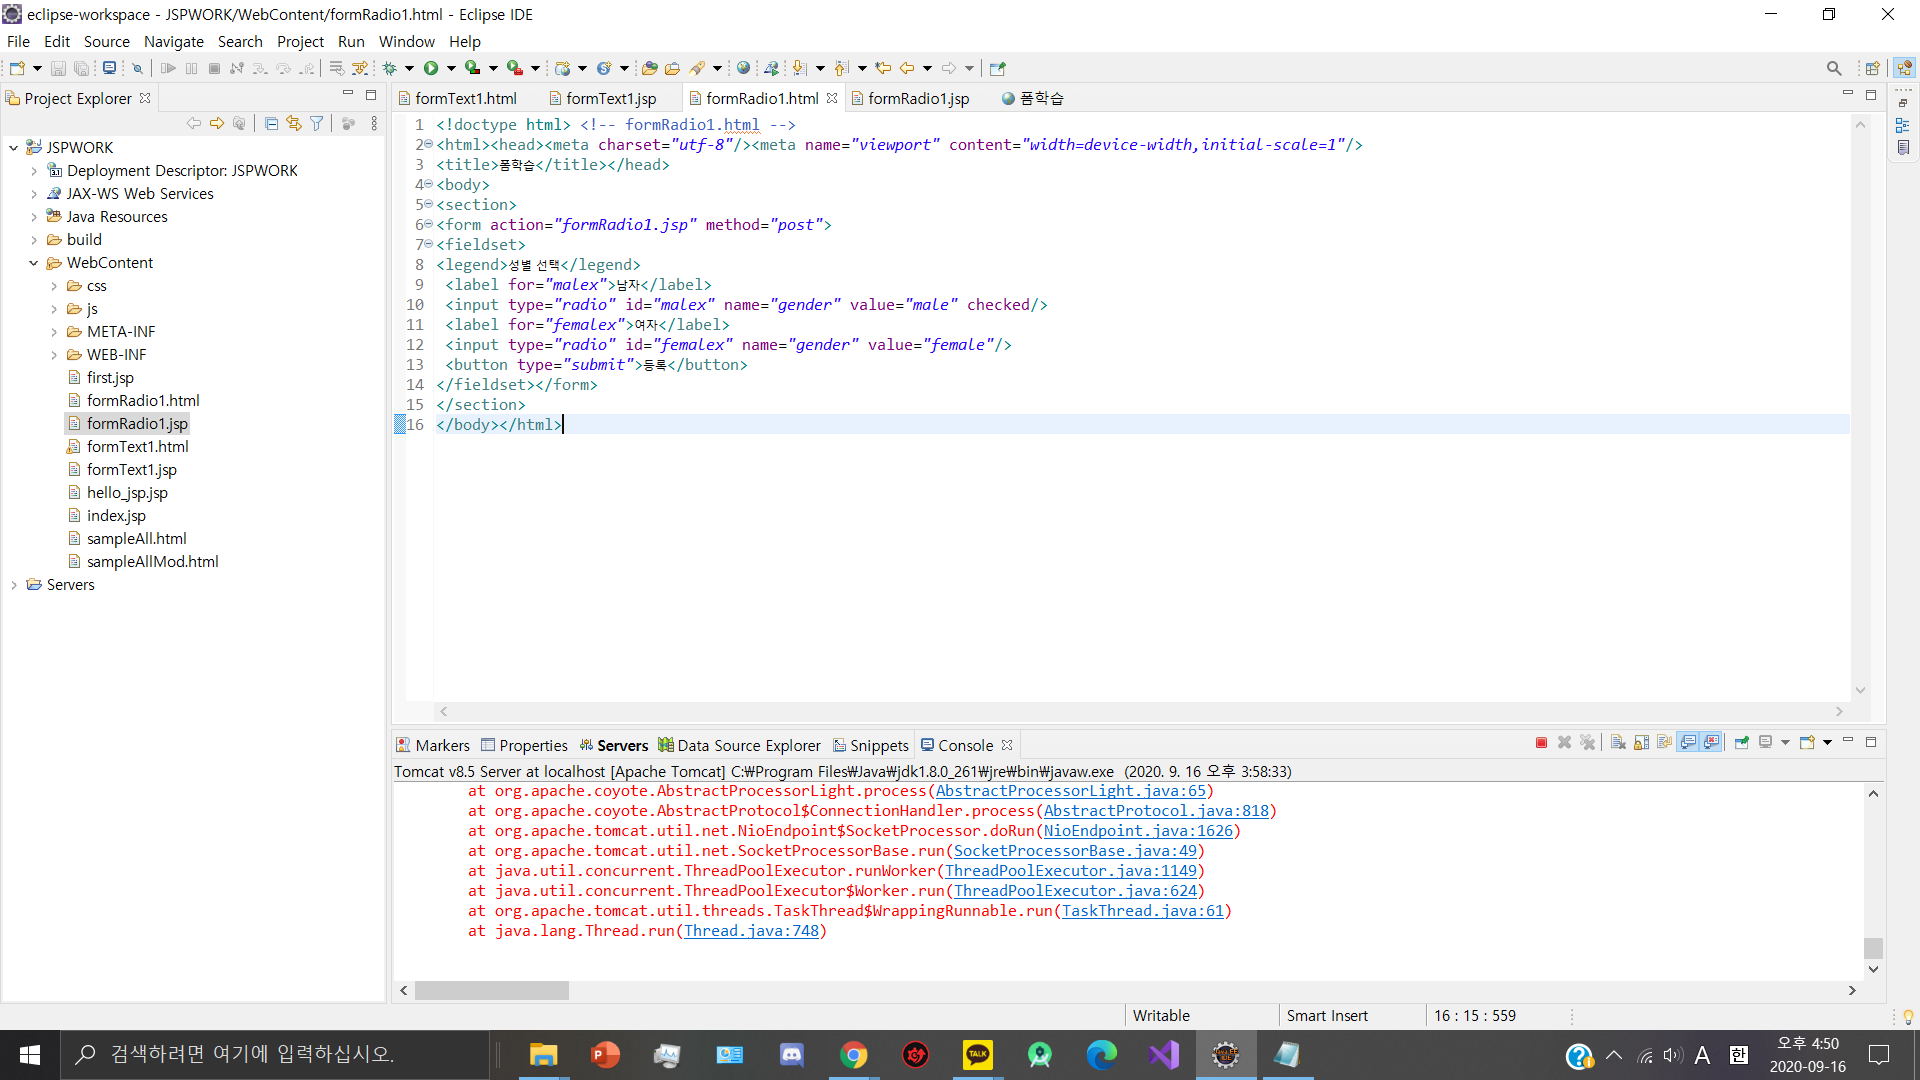 eclipse-workspace - JSPWORK/WebContent/formRadio1.html - Eclipse IDE
File Edit Source Navigate Search Project Run Window Help
Project Explorer
formText1.html formText1.jsp formRadio1.html formRadio1.jsp 폼학습
JSPWORK
Deployment Descriptor: JSPWORK
JAX-WS Web Services
Java Resources
build
WebContent
css
js
META-INF
WEB-INF
first.jsp
formRadio1.html
formRadio1.jsp
formText1.html
formText1.jsp
hello_jsp.jsp
index.jsp
sampleAll.html
sampleAllMod.html
Servers
1 <!doctype html> <!-- formRadio1.html -->
2 <html><head><meta charset="utf-8"/><meta name="viewport" content="width=device-width,initial-scale=1"/>
3 <title>폼학습</title></head>
4 <body>
5 <section>
6 <form action="formRadio1.jsp" method="post">
7 <fieldset>
8 <legend>성별 선택</legend>
9 <label for="malex">남자</label>
10 <input type="radio" id="malex" name="gender" value="male" checked/>
11 <label for="femalex">여자</label>
12 <input type="radio" id="femalex" name="gender" value="female"/>
13 <button type="submit">등록</button>
14 </fieldset></form>
15 </section>
16 </body></html>
Markers Properties Servers Data Source Explorer Snippets Console
Tomcat v8.5 Server at localhost [Apache Tomcat] C:₩Program Files₩Java₩jdk1.8.0_261₩jre₩bin₩javaw.exe (2020. 9. 16 오후 3:58:33)
at org.apache.coyote.AbstractProcessorLight.process(AbstractProcessorLight.java:65)
at org.apache.coyote.AbstractProtocol$ConnectionHandler.process(AbstractProtocol.java:818)
at org.apache.tomcat.util.net.NioEndpoint$SocketProcessor.doRun(NioEndpoint.java:1626)
at org.apache.tomcat.util.net.SocketProcessorBase.run(SocketProcessorBase.java:49)
at java.util.concurrent.ThreadPoolExecutor.runWorker(ThreadPoolExecutor.java:1149)
at java.util.concurrent.ThreadPoolExecutor$Worker.run(ThreadPoolExecutor.java:624)
at org.apache.tomcat.util.threads.TaskThread$WrappingRunnable.run(TaskThread.java:61)
at java.lang.Thread.run(Thread.java:748)
Writable Smart Insert 16 : 15 : 559
검색하려면 여기에 입력하십시오.
TALK
A 한
오후 4:50
2020-09-16